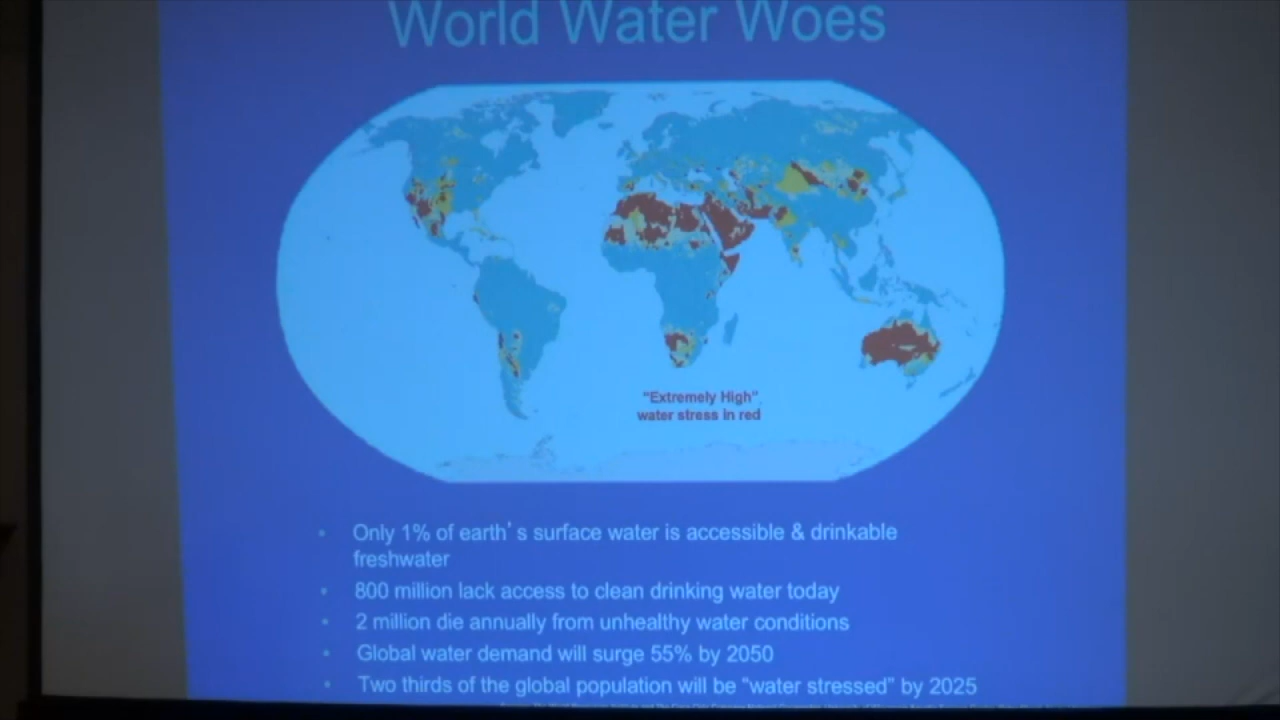 World Water Woes
"Extremely High"
water stress in red
• Only 1% of earth's surface water is accessible & drinkable
freshwater
• 800 million lack access to clean drinking water today
• 2 million die annually from unhealthy water conditions
• Global water demand will surge 55% by 2050
• Two thirds of the global population will be "water stressed" by 2025